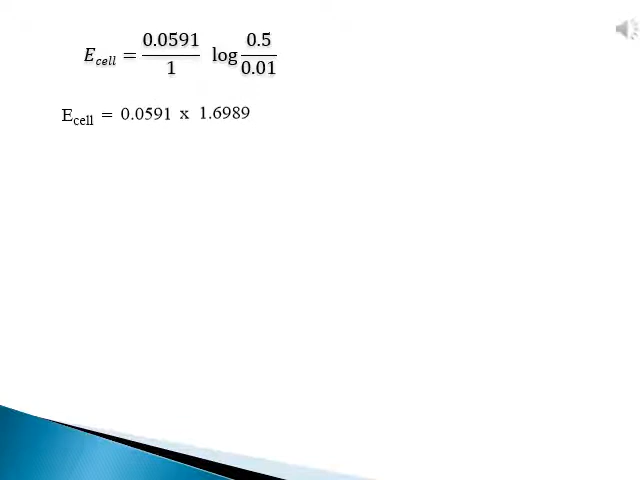 E_cell = 0.0591/1 log 0.5/0.01
E_cell = 0.0591 x 1.6989